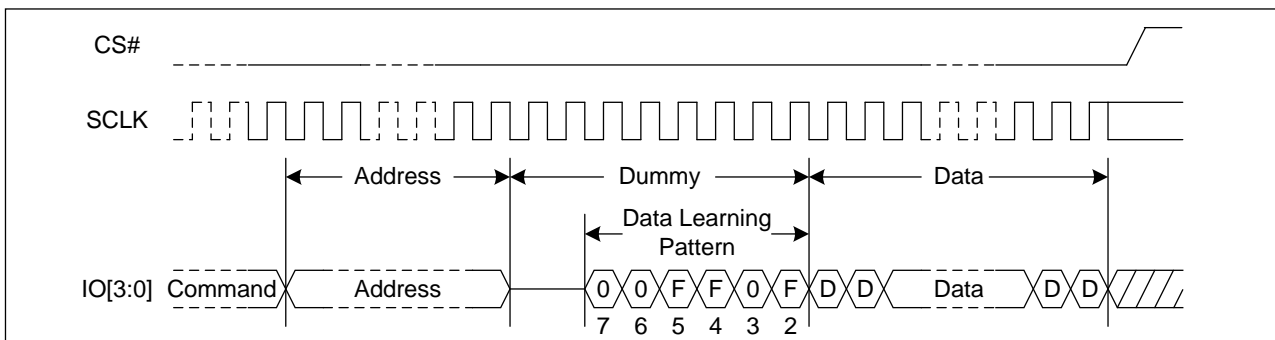 CS#
SCLK
Address Dummy Data
Data Learning
Pattern
IO[3:0] Command Address 0 0 F F 0 F D D Data D D
7 6 5 4 3 2